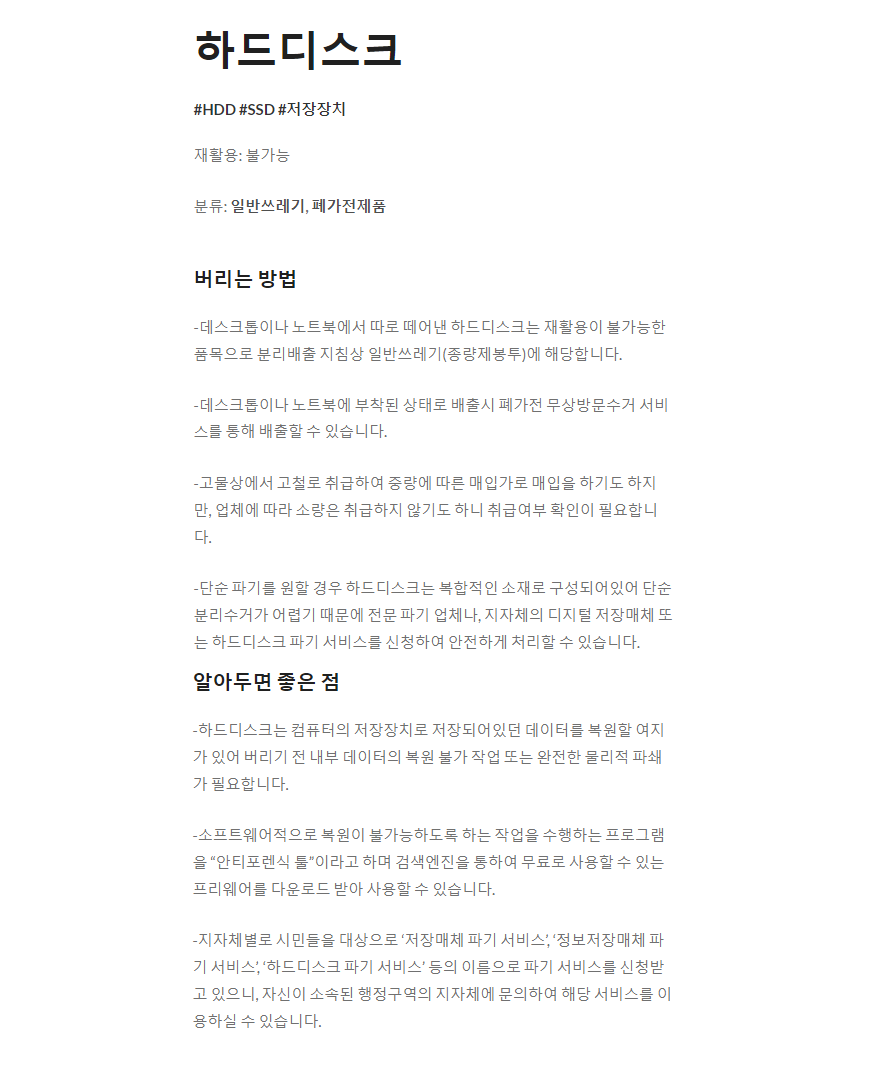 하드디스크
#HDD #SSD #저장장치
재활용: 불가능
분류: 일반쓰레기, 폐가전제품
버리는 방법
-데스크톱이나 노트북에서 따로 떼어낸 하드디스크는 재활용이 불가능한
품목으로 분리배출 지침상 일반쓰레기(종량제봉투)에 해당합니다.
-데스크톱이나 노트북에 부착된 상태로 배출시 폐가전 무상방문수거 서비
스를 통해 배출할 수 있습니다.
-고물상에서 고철로 취급하여 중량에 따른 매입가로 매입을 하기도 하지
만, 업체에 따라 소량은 취급하지 않기도 하니 취급여부 확인이 필요합니
다.
-단순 파기를 원할 경우 하드디스크는 복합적인 소재로 구성되어있어 단순
분리수거가 어렵기 때문에 전문 파기 업체나, 지자체의 디지털 저장매체 또
는 하드디스크 파기 서비스를 신청하여 안전하게 처리할 수 있습니다.
알아두면 좋은 점
-하드디스크는 컴퓨터의 저장장치로 저장되어있던 데이터를 복원할 여지
가 있어 버리기 전 내부 데이터의 복원 불가 작업 또는 완전한 물리적 파쇄
가 필요합니다.
-소프트웨어적으로 복원이 불가능하도록 하는 작업을 수행하는 프로그램
을 “안티포렌식 툴”이라고 하며 검색엔진을 통하여 무료로 사용할 수 있는
프리웨어를 다운로드 받아 사용할 수 있습니다.
-지자체별로 시민들을 대상으로 ‘저장매체 파기 서비스’, ‘정보저장매체 파
기 서비스’, ‘하드디스크 파기 서비스’ 등의 이름으로 파기 서비스를 신청받
고 있으니, 자신이 소속된 행정구역의 지자체에 문의하여 해당 서비스를 이
용하실 수 있습니다.